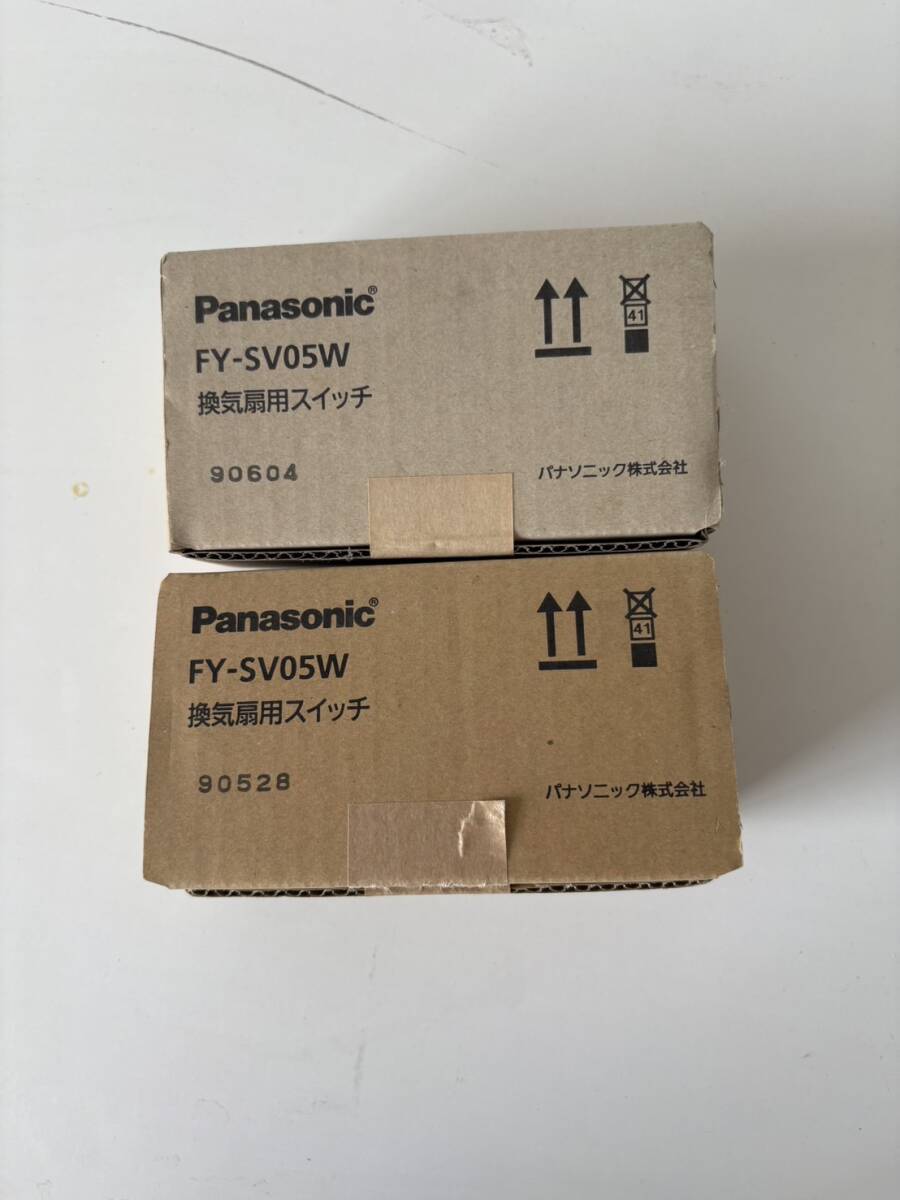 Panasonic®
FY-SV05W
換気扇用スイッチ
90604
41
パナソニック株式会社
Panasonic®
FY-SV05W
換気扇用スイッチ
90528
41
パナソニック株式会社